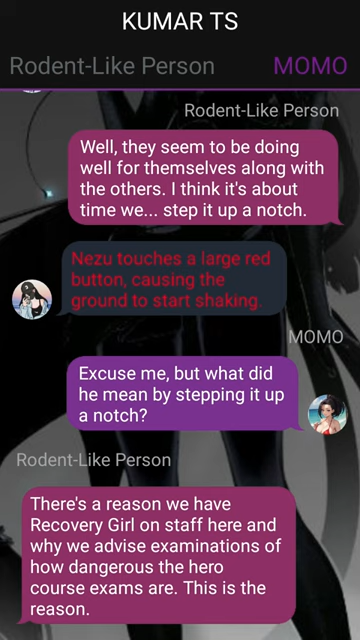 KUMAR TS
Rodent-Like Person MOMO
Rodent-Like Person
Well, they seem to be doing
well for themselves along with
the others. I think it's about
time we... step it up a notch.
Nezu touches a large red
button, causing the
ground to start shaking.
MOMO
Excuse me, but what did
he mean by stepping it up
a notch?
Rodent-Like Person
There's a reason we have
Recovery Girl on staff here and
why we advise examinations of
how dangerous the hero
course exams are. This is the
reason.